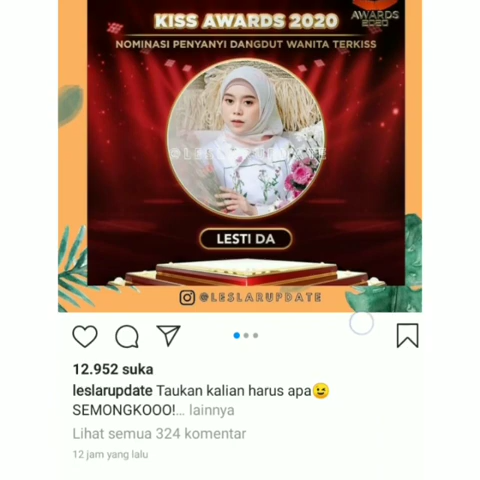 AWARDS
2020
KISS AWARDS 2020
NOMINASI PENYANYI DANGDUT WANITA TERKISS
@LESLARUPDATE
LESTI DA
@LESLARUPDATE
12.952 suka
leslarupdate Taukan kalian harus apa😉
SEMONGKOOO!... lainnya
Lihat semua 324 komentar
12 jam yang lalu